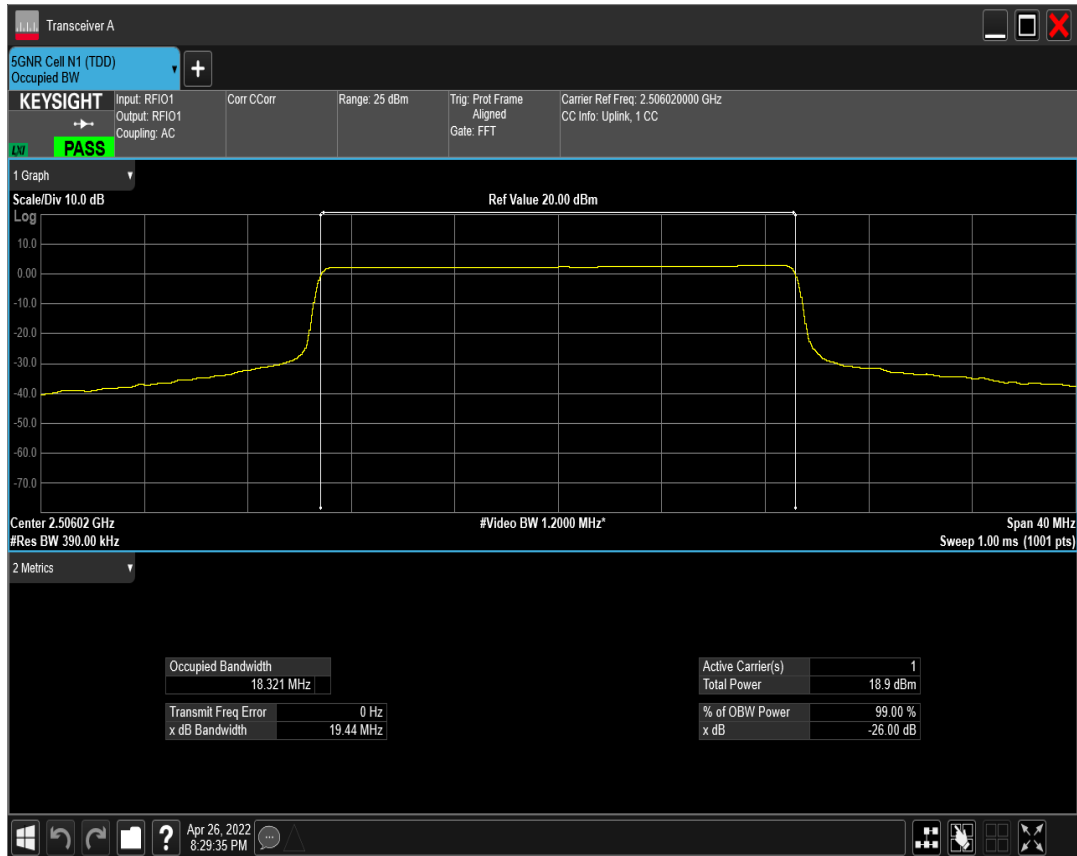 Transceiver A
5GNR Cell N1 (TDD)
Occupied BW
+
KEYSIGHT
LXI
PASS
Input: RFIO1
Output: RFIO1
Coupling: AC
Corr CCorr
Range: 25 dBm
Trig: Prot Frame
Aligned
Gate: FFT
Carrier Ref Freq: 2.506020000 GHz
CC Info: Uplink, 1 CC
1 Graph
Scale/Div 10.0 dB
Ref Value 20.00 dBm
Log
10.0
0.00
-10.0
-20.0
-30.0
-40.0
-50.0
-60.0
-70.0
Center 2.50602 GHz
#Video BW 1.2000 MHz*
Span 40 MHz
#Res BW 390.00 kHz
Sweep 1.00 ms (1001 pts)
2 Metrics
Occupied Bandwidth
18.321 MHz
Transmit Freq Error 0 Hz
x dB Bandwidth 19.44 MHz
Active Carrier(s) 1
Total Power 18.9 dBm
% of OBW Power 99.00 %
x dB -26.00 dB
?
Apr 26, 2022
8:29:35 PM